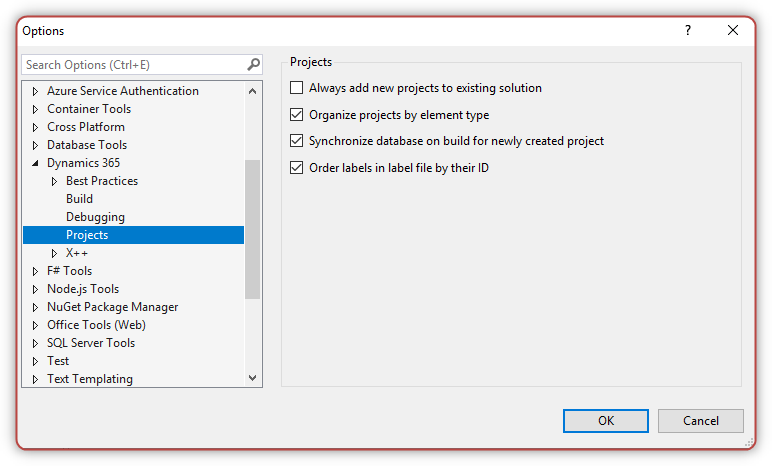 Options
?
Search Options (Ctrl+E)
Azure Service Authentication
Container Tools
Cross Platform
Database Tools
Dynamics 365
Best Practices
Build
Debugging
Projects
X++
F# Tools
Node.js Tools
NuGet Package Manager
Office Tools (Web)
SQL Server Tools
Test
Text Templating
Projects
Always add new projects to existing solution
Organize projects by element type
Synchronize database on build for newly created project
Order labels in label file by their ID
OK
Cancel